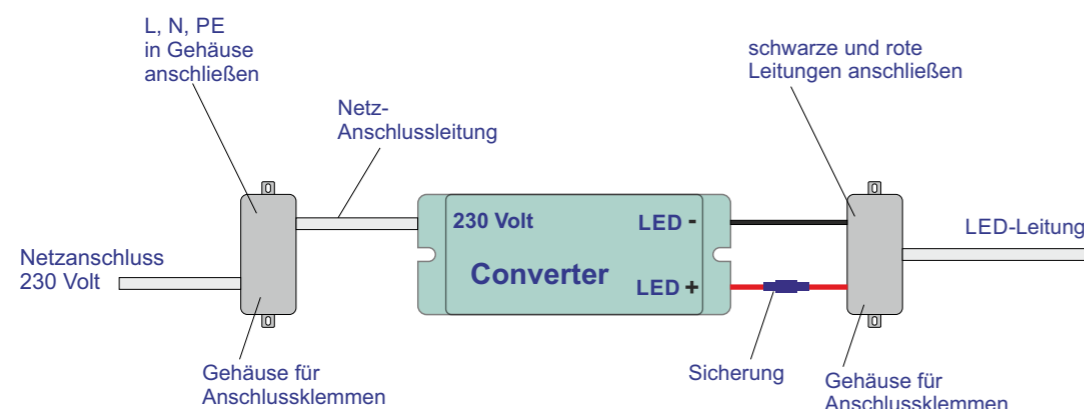 L, N, PE
in Gehäuse
anschließen
schwarze und rote
Leitungen anschließen
Netz-
Anschlussleitung
230 Volt
LED -
LED-Leitung
Netzanschluss
230 Volt
Converter
LED +
Gehäuse für
Anschlussklemmen
Sicherung
Gehäuse für
Anschlussklemmen